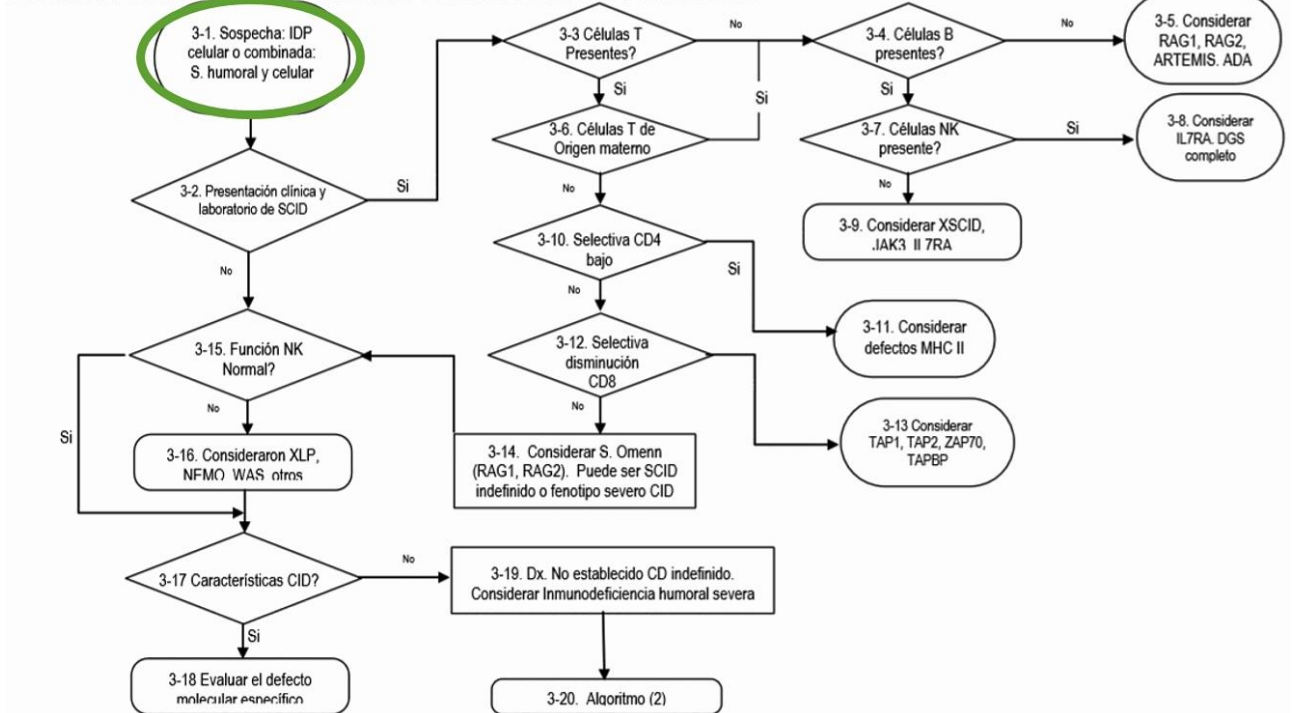 3-1. Sospecha: IDP
celular o combinada:
S. humoral y celular
3-2. Presentación clínica y
laboratorio de SCID
Si
No
3-3 Células T
Presentes?
No
Si
3-4. Células B
presentes?
No
Si
3-5. Considerar
RAG1, RAG2,
ARTEMIS. ADA
3-6. Células T de
Origen materno
Si
No
3-7. Células NK
presente?
Si
No
3-8. Considerar
IL7RA. DGS
completo
3-9. Considerar XSCID,
JAK3 IL7RA
3-10. Selectiva CD4
bajo
Si
No
3-11. Considerar
defectos MHC II
3-12. Selectiva
disminución
CD8
No
3-13 Considerar
TAP1, TAP2, ZAP70,
TAPBP
3-14. Considerar S. Omenn
(RAG1, RAG2). Puede ser SCID
indefinido o fenotipo severo CID
3-15. Función NK
Normal?
No
Si
3-16. Consideraron XLP,
NEMO WAS otros
3-17 Características CID?
No
Si
3-18 Evaluar el defecto
molecular específico
3-19. Dx. No establecido CD indefinido.
Considerar Inmunodeficiencia humoral severa
3-20. Algoritmo (2)